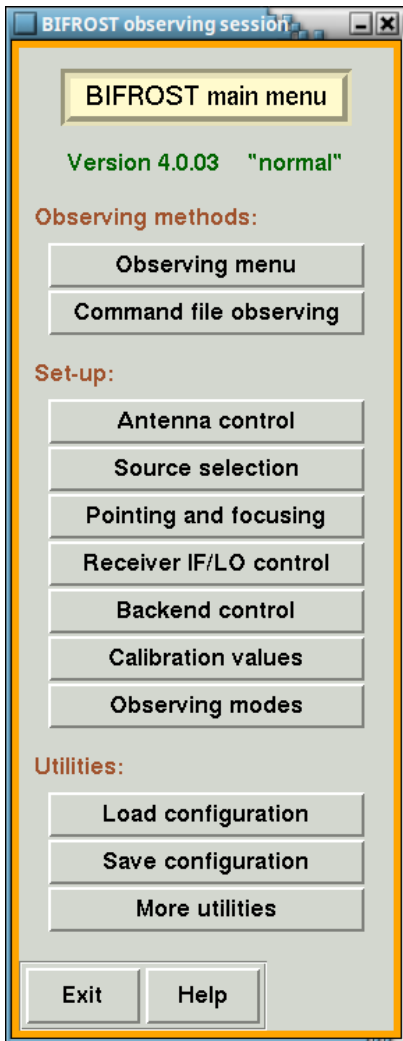 BIFROST observing session
BIFROST main menu
Version 4.0.03 "normal"
Observing methods:
Observing menu
Command file observing
Set-up:
Antenna control
Source selection
Pointing and focusing
Receiver IF/LO control
Backend control
Calibration values
Observing modes
Utilities:
Load configuration
Save configuration
More utilities
Exit Help